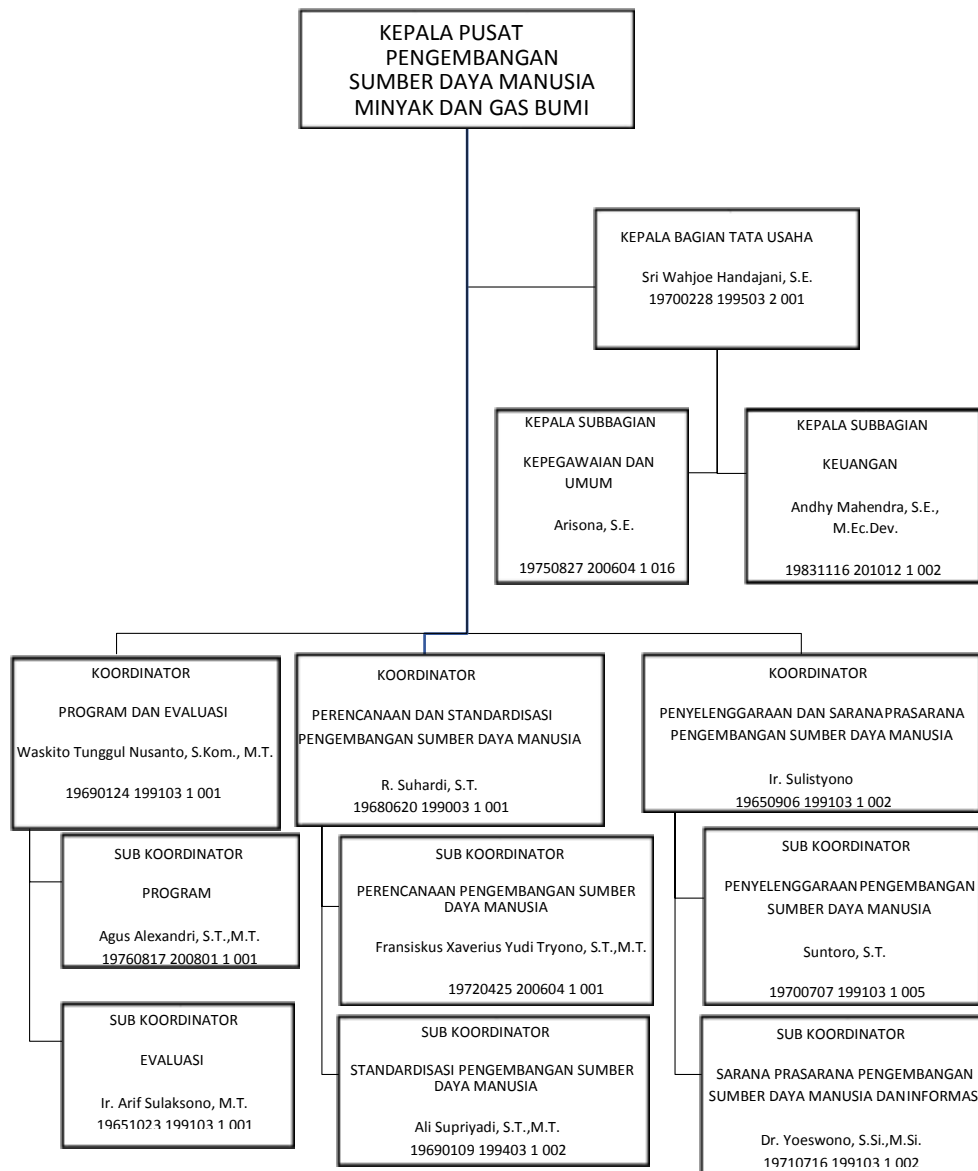 KEPALA PUSAT
PENGEMBANGAN
SUMBER DAYA MANUSIA
MINYAK DAN GAS BUMI
KEPALA BAGIAN TATA USAHA
Sri Wahjoe Handajani, S.E.
19700228 199503 2 001
KEPALA SUBBAGIAN
KEPEGAWAIAN DAN
UMUM
Arisona, S.E.
19750827 200604 1 016
KEPALA SUBBAGIAN
KEUANGAN
Andhy Mahendra, S.E.,
M.Ec.Dev.
19831116 201012 1 002
KOORDINATOR
PROGRAM DAN EVALUASI
Waskito Tunggul Nusanto, S.Kom., M.T.
19690124 199103 1 001
KOORDINATOR
PERENCANAAN DAN STANDARDISASI
PENGEMBANGAN SUMBER DAYA MANUSIA
R. Suhardi, S.T.
19680620 199003 1 001
KOORDINATOR
PENYELENGGARAAN DAN SARANA PRASARANA
PENGEMBANGAN SUMBER DAYA MANUSIA
Ir. Sulistyono
19650906 199103 1 002
SUB KOORDINATOR
PROGRAM
Agus Alexandri, S.T.,M.T.
19760817 200801 1 001
SUB KOORDINATOR
PERENCANAAN PENGEMBANGAN SUMBER
DAYA MANUSIA
Fransiskus Xaverius Yudi Tryono, S.T.,M.T.
19720425 200604 1 001
SUB KOORDINATOR
PENYELENGGARAAN PENGEMBANGAN
SUMBER DAYA MANUSIA
Suntoro, S.T.
19700707 199103 1 005
SUB KOORDINATOR
EVALUASI
Ir. Arif Sulaksono, M.T.
19651023 199103 1 001
SUB KOORDINATOR
STANDARDISASI PENGEMBANGAN SUMBER
DAYA MANUSIA
Ali Supriyadi, S.T.,M.T.
19690109 199403 1 002
SUB KOORDINATOR
SARANA PRASARANA PENGEMBANGAN
SUMBER DAYA MANUSIA DAN INFORMAS
Dr. Yoeswono, S.Si.,M.Si.
19710716 199103 1 002